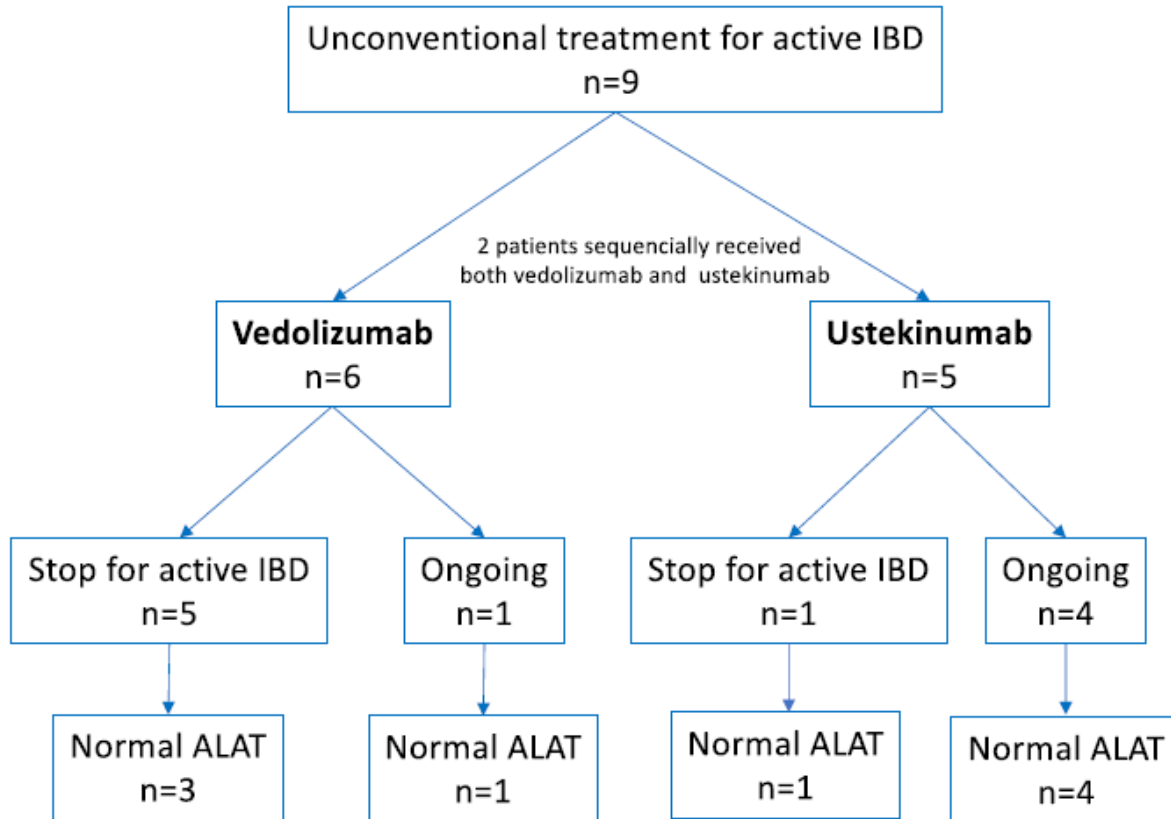 Unconventional treatment for active IBD
n=9
2 patients sequencially received
both vedolizumab and ustekinumab
Vedolizumab
n=6
Ustekinumab
n=5
Stop for active IBD
n=5
Ongoing
n=1
Stop for active IBD
n=1
Ongoing
n=4
Normal ALAT
n=3
Normal ALAT
n=1
Normal ALAT
n=1
Normal ALAT
n=4